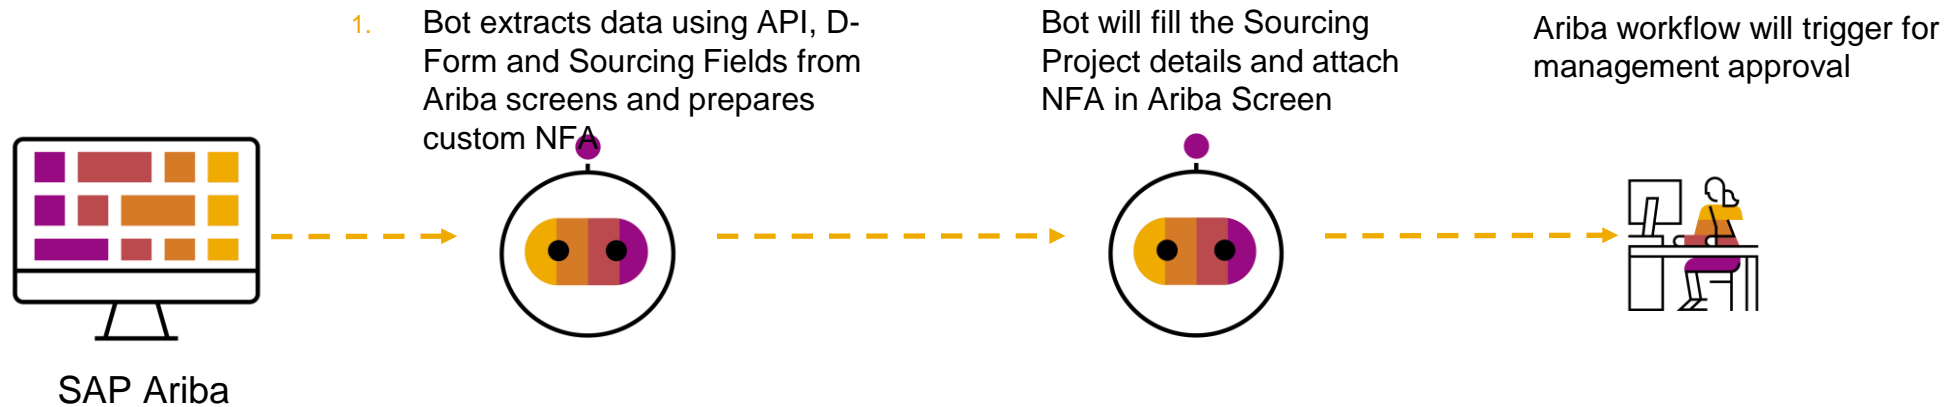 1. Bot extracts data using API, D-
Form and Sourcing Fields from
Ariba screens and prepares
custom NFA
Bot will fill the Sourcing
Project details and attach
NFA in Ariba Screen
Ariba workflow will trigger for
management approval
SAP Ariba